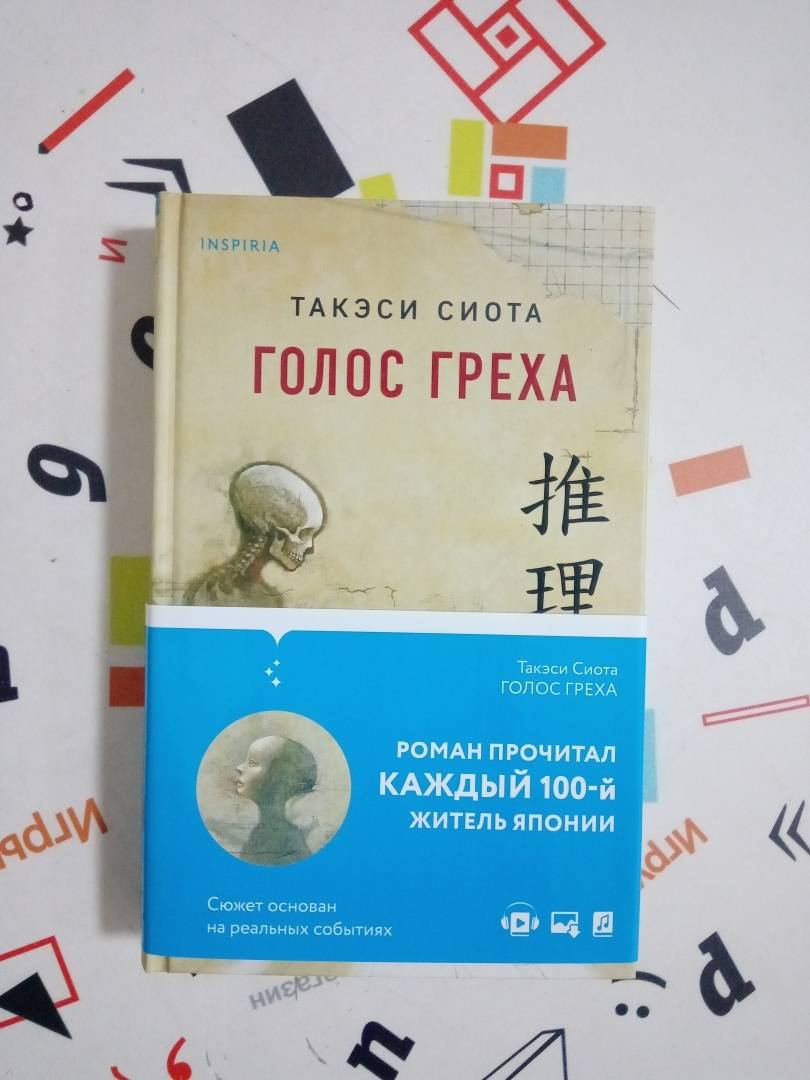 INSPIRIA
ТАКЭСИ СИОТА
ГОЛОС ГРЕХА
推
理
Такэси Сиота
ГОЛОС ГРЕХА
РОМАН ПРОЧИТАЛ
КАЖДЫЙ 100-й
ЖИТЕЛЬ ЯПОНИИ
Сюжет основан
на реальных событиях